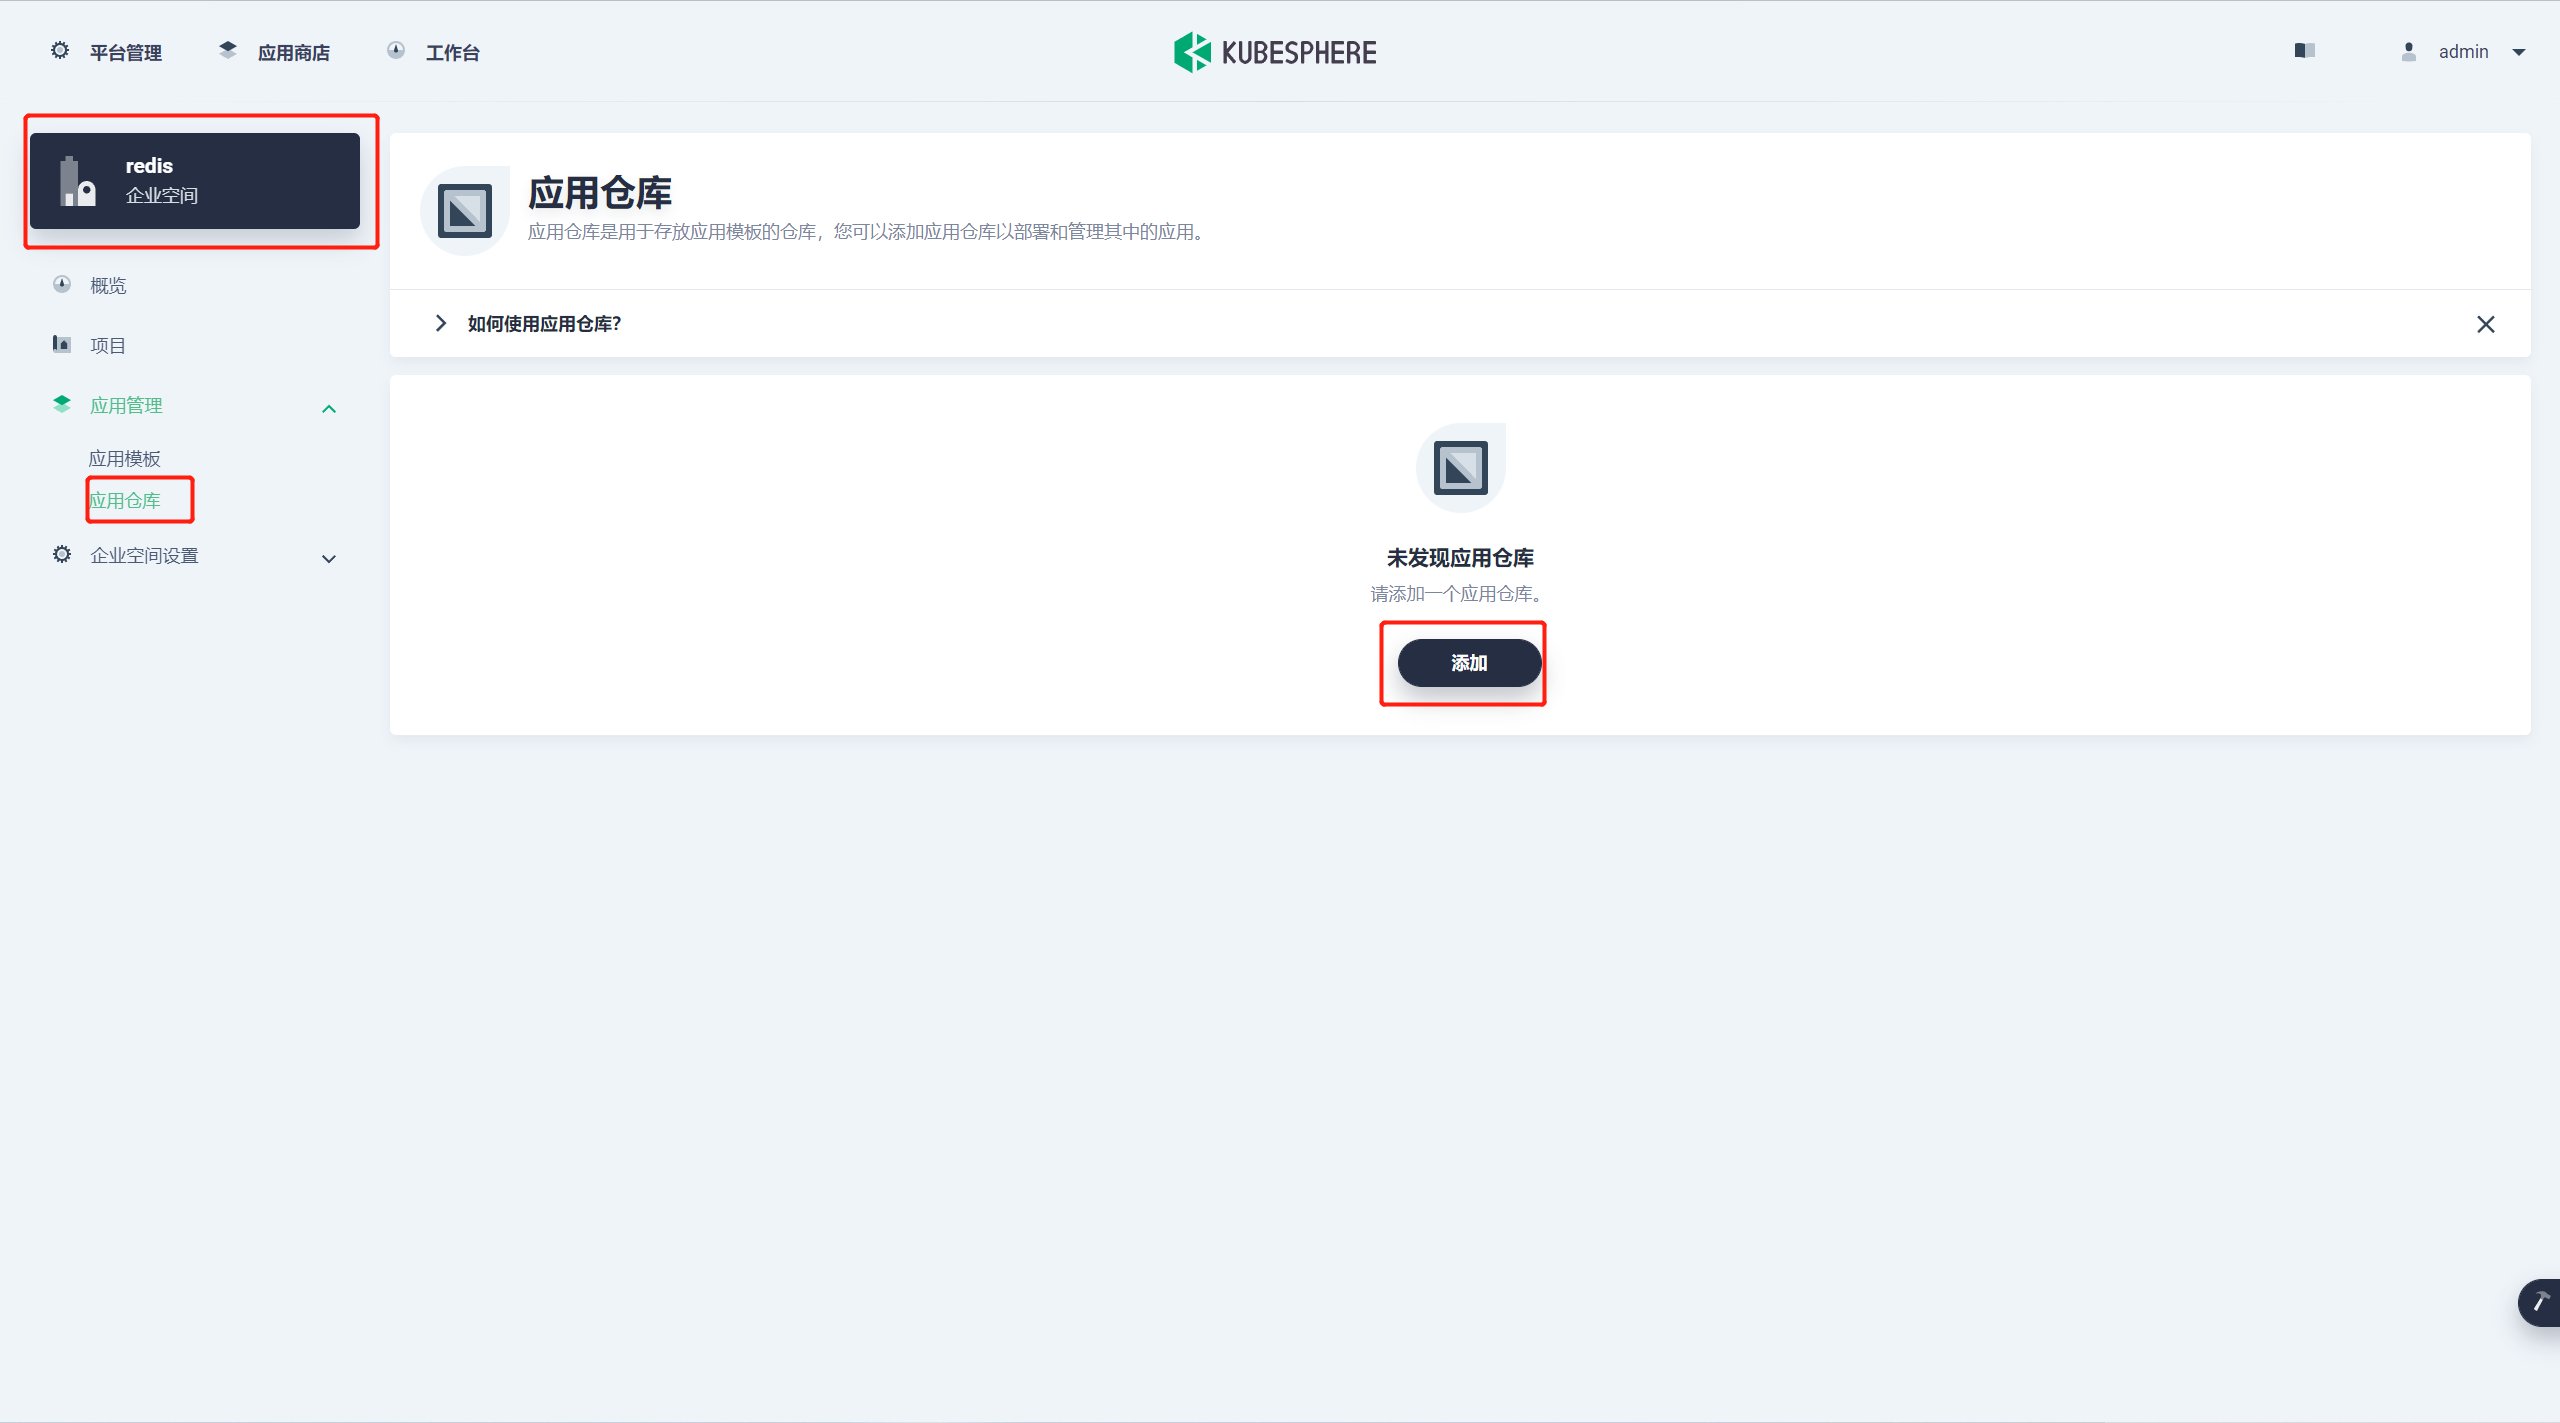 平台管理
应用商店
工作台
KUBESPHERE
admin
redis
企业空间
概览
项目
应用管理
应用模板
应用仓库
企业空间设置
应用仓库
应用仓库是用于存放应用模板的仓库，您可以添加应用仓库以部署和管理其中的应用。
如何使用应用仓库?
未发现应用仓库
请添加一个应用仓库。
添加